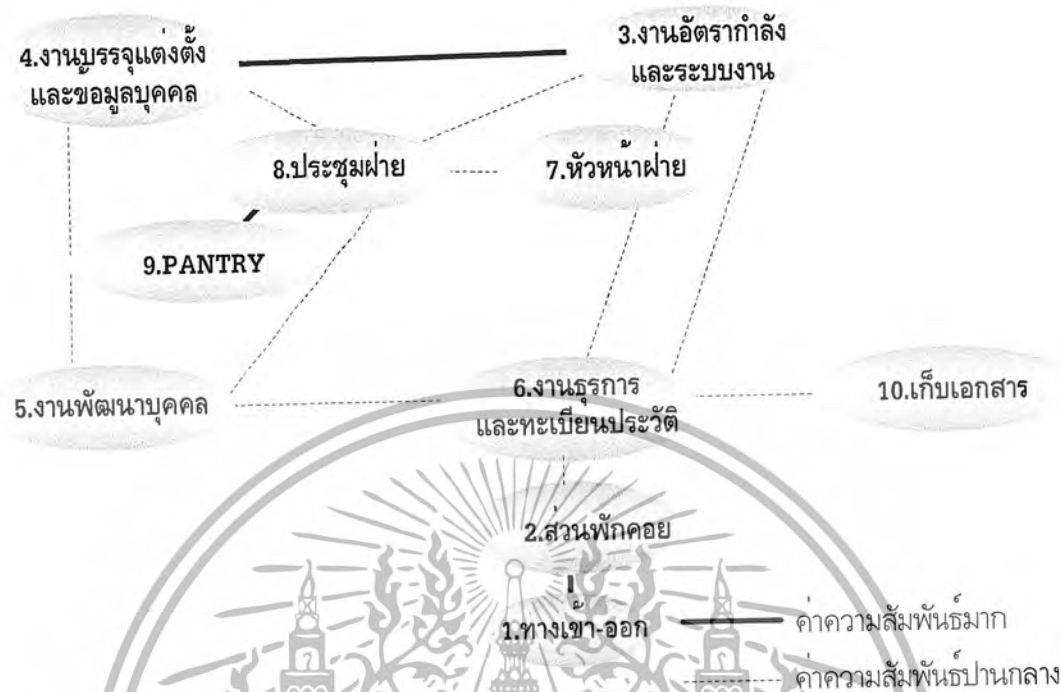 4.งานบรรจุแต่งตั้ง
และข้อมูลบุคคล
3.งานอัตรากำลัง
และระบบงาน
8.ประชุมฝ่าย
7.หัวหน้าฝ่าย
9.PANTRY
5.งานพัฒนาบุคคล
6.งานธุรการ
และทะเบียนประวัติ
10.เก็บเอกสาร
2.ส่วนพักคอย
1.ทางเข้า-ออก
ค่าความสัมพันธ์มาก
ค่าความสัมพันธ์ปานกลาง